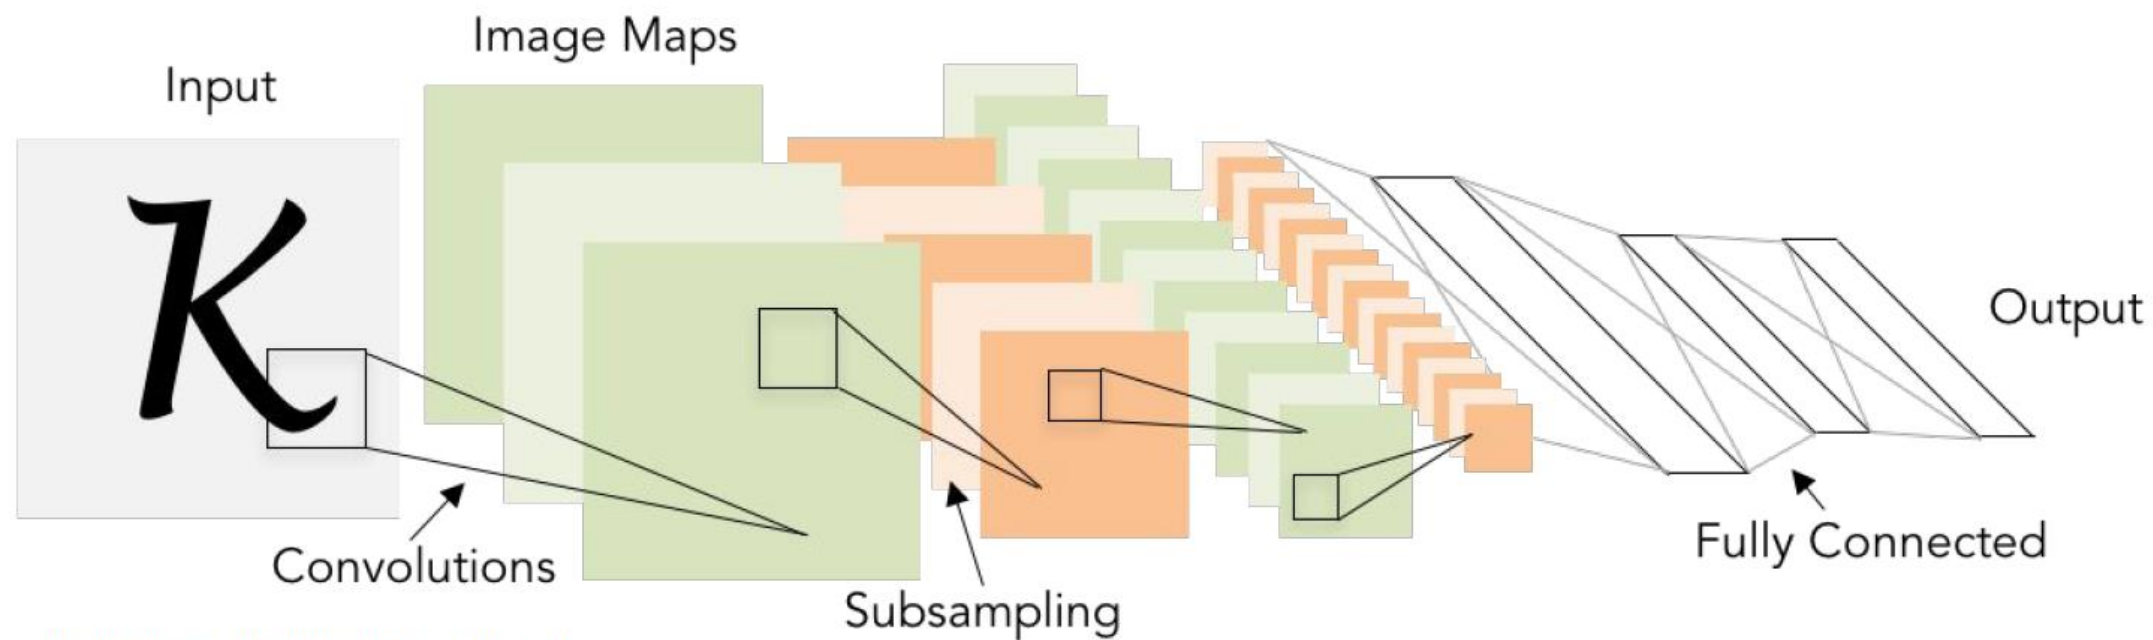 Image Maps
Input
K
Output
Convolutions
Fully Connected
Subsampling